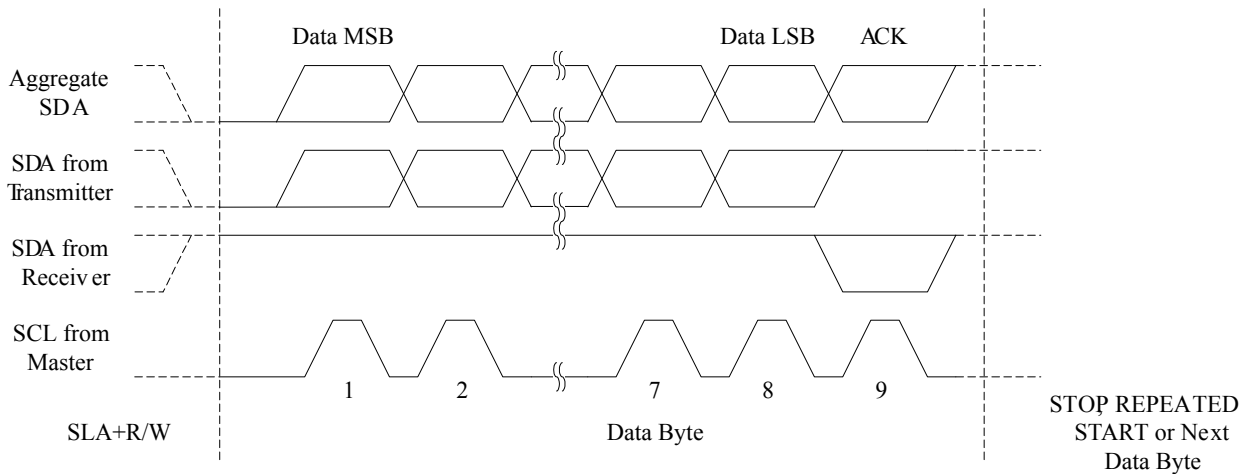 Data MSB
Data LSB
ACK
Aggregate
SDA
SDA from
Transmitter
SDA from
Receiver
SCL from
Master
1
2
7
8
9
SLA+R/W
Data Byte
STOP, REPEATED
START or Next
Data Byte